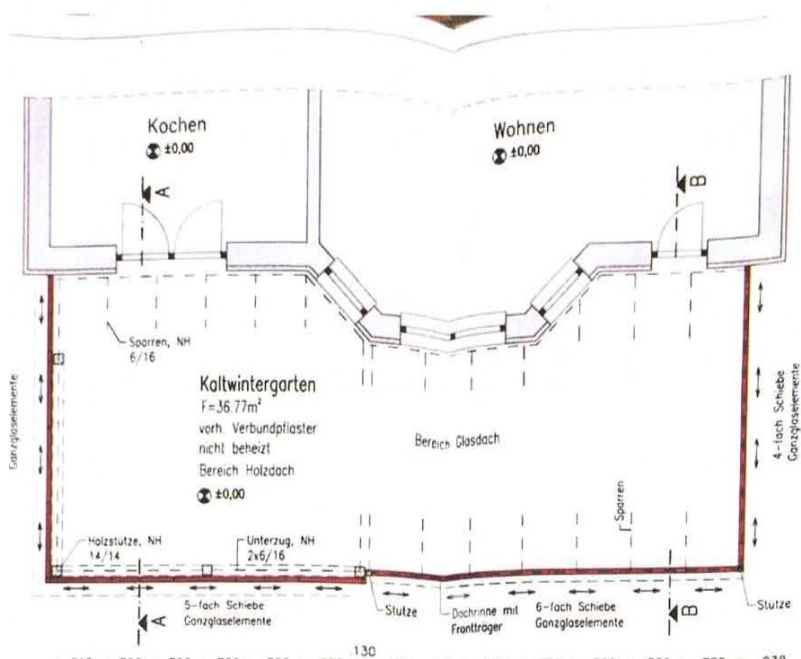 Kochen
±0,00
Wohnen
±0,00
A
B
Sparren, NH
6/16
Kaltwintergarten
F=36.77m²
vorh. Verbundpflaster
nicht beheizt
Bereich Holzdach
±0,00
Bereich Glasdach
Ganzglaselemente
4-fach Schiebe
Ganzglaselemente
Sparren
Holzstütze, NH
14/14
Unterzug, NH
2x6/16
A
5-fach Schiebe
Ganzglaselemente
Stütze
Dachrinne mit
Frontträger
6-fach Schiebe
Ganzglaselemente
B
Stütze
.130